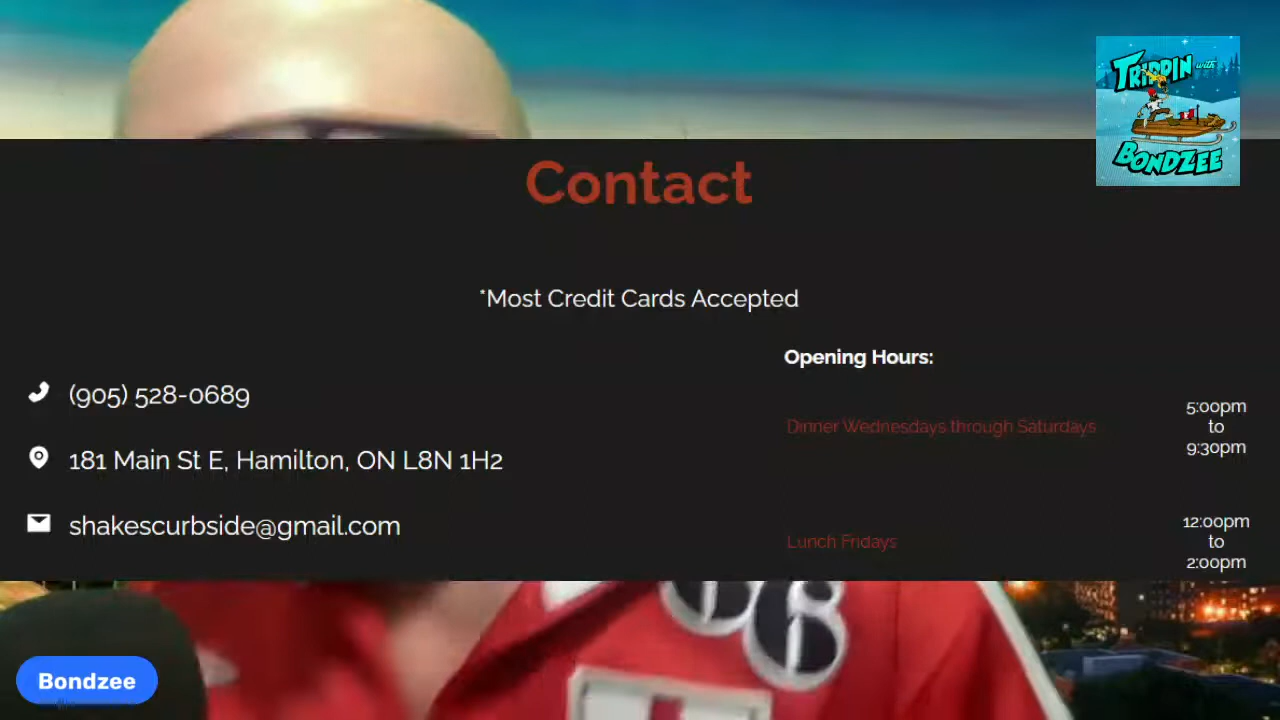 TRIPPIN with
BONDZEE
Contact
*Most Credit Cards Accepted
(905) 528-0689
181 Main St E, Hamilton, ON L8N 1H2
shakescurbside@gmail.com
Opening Hours:
Dinner Wednesdays through Saturdays
5:00pm
to
9:30pm
Lunch Fridays
12:00pm
to
2:00pm
Bondzee